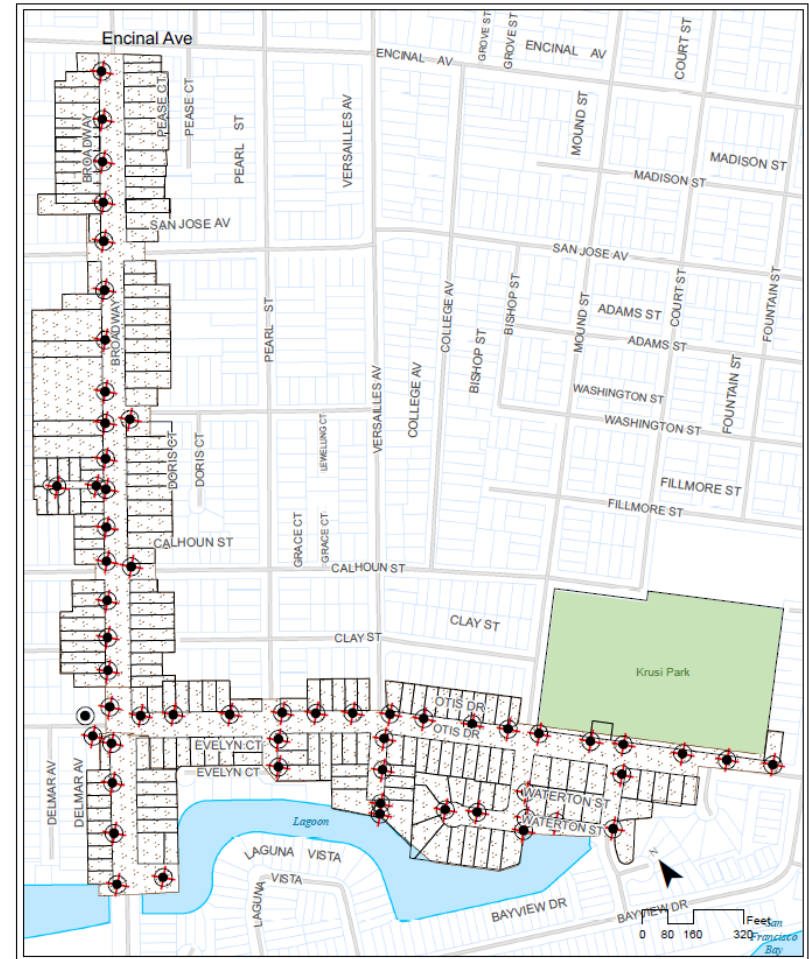 Encinal Ave
ENCINAL AV
GROVE ST
GROVE ST
ENCINAL AV
COURT ST
PEASE CT
PEASE CT
BROADWAY
PEARL ST
VERSAILLES AV
MOUND ST
MADISON ST
MADISON ST
SAN JOSE AV
SAN JOSE AV
BROADWAY
PEARL ST
COLLEGE AV
BISHOP ST
BISHOP ST
MOUND ST
COURT ST
FOUNTAIN ST
ADAMS ST
ADAMS ST
VERSAILLES AV
COLLEGE AV
WASHINGTON ST
WASHINGTON ST
FOUNTAIN ST
DORIS CT
DORIS CT
LEWELLING CT
FILLMORE ST
FILLMORE ST
CALHOUN ST
GRACE CT
GRACE CT
CALHOUN ST
CLAY ST
CLAY ST
Krusi Park
OTIS DR
OTIS DR
EVELYN CT
EVELYN CT
DELMAR AV
DELMAR AV
WATERTON ST
WATERTON ST
Lagoon
LAGUNA VISTA
LAGUNA VISTA
BAYVIEW DR
BAYVIEW DR
N
Feet
0 80 160 320
San Francisco Bay